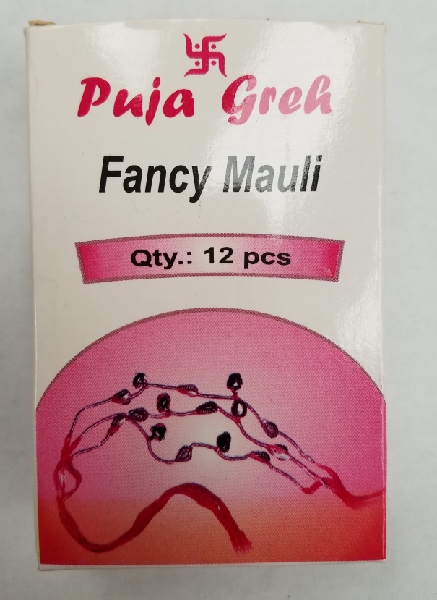 Puja Greh
Fancy Mauli
Qty.: 12 pcs